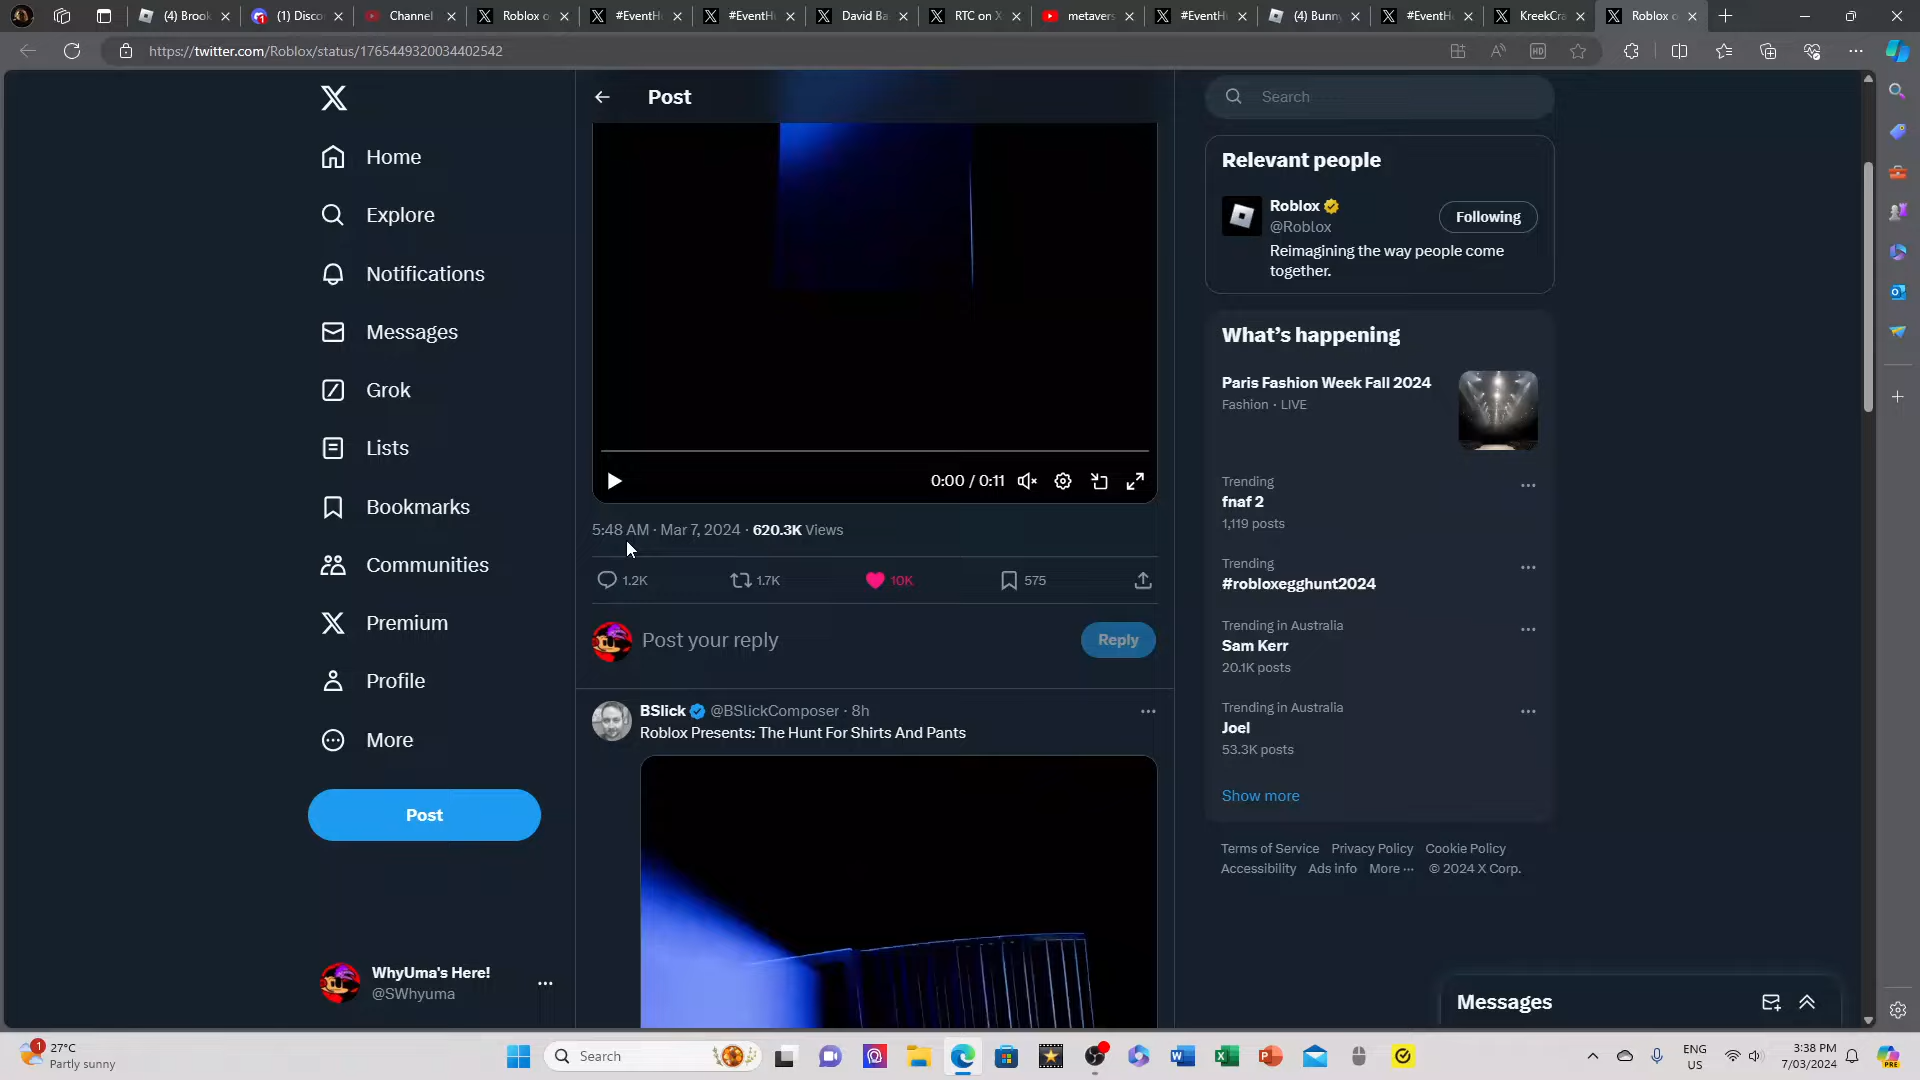 (4) Brook
(1) Disco
Channel
Roblox o
#EventH
#EventH
David Ba
RTC on X
metavers
#EventH
(4) Bunn
#EventH
KreekCra
Roblox o
https://twitter.com/Roblox/status/1765449320034402542
HD
Home
Explore
Notifications
Messages
Grok
Lists
Bookmarks
Communities
Premium
Profile
More
Post
WhyUma's Here!
@SWhyuma
Post
0:00 / 0:11
5:48 AM · Mar 7, 2024 · 620.3K Views
1.2K
1.7K
10K
575
Post your reply
Reply
BSlick @BSlickComposer · 8h
Roblox Presents: The Hunt For Shirts And Pants
Search
Relevant people
Roblox
@Roblox
Following
Reimagining the way people come
together.
What's happening
Paris Fashion Week Fall 2024
Fashion · LIVE
Trending
fnaf 2
1,119 posts
Trending
#robloxegghunt2024
Trending in Australia
Sam Kerr
20.1K posts
Trending in Australia
Joel
53.3K posts
Show more
Terms of Service Privacy Policy Cookie Policy
Accessibility Ads info More ··· © 2024 X Corp.
Messages
1
27°C
Partly sunny
Search
ENG
US
3:38 PM
7/03/2024
PRE